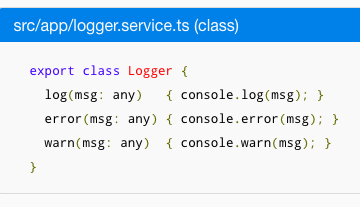 src/app/logger.service.ts (class)
export class Logger {
  log(msg: any)   { console.log(msg); }
  error(msg: any) { console.error(msg); }
  warn(msg: any)  { console.warn(msg); }
}